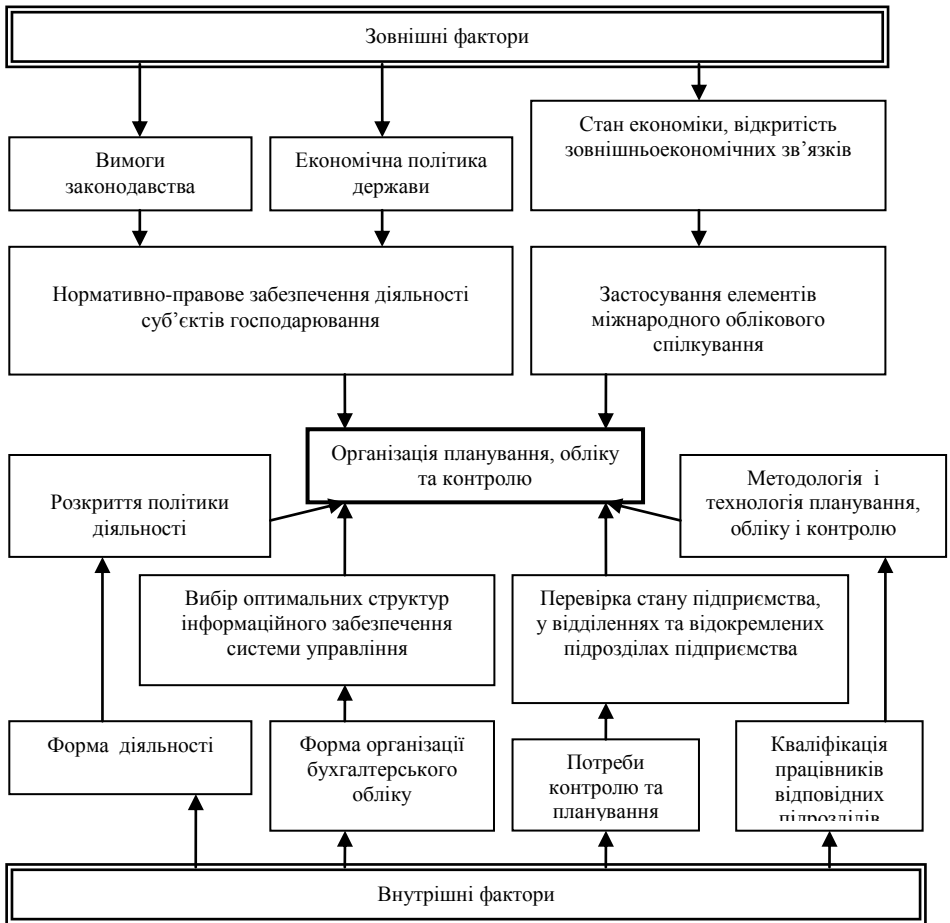 Зовнішні фактори
Вимоги
законодавства
Економічна політика
держави
Стан економіки, відкритість
зовнішньоекономічних зв’язків
Нормативно-правове забезпечення діяльності
суб’єктів господарювання
Застосування елементів
міжнародного облікового
спілкування
Організація планування, обліку
та контролю
Розкриття політики
діяльності
Методологія і
технологія планування,
обліку і контролю
Вибір оптимальних структур
інформаційного забезпечення
системи управління
Перевірка стану підприємства,
у відділеннях та відокремлених
підрозділах підприємства
Форма діяльності
Форма організації
бухгалтерського
обліку
Потреби
контролю та
планування
Кваліфікація
працівників
відповідних
підрозділів
Внутрішні фактори